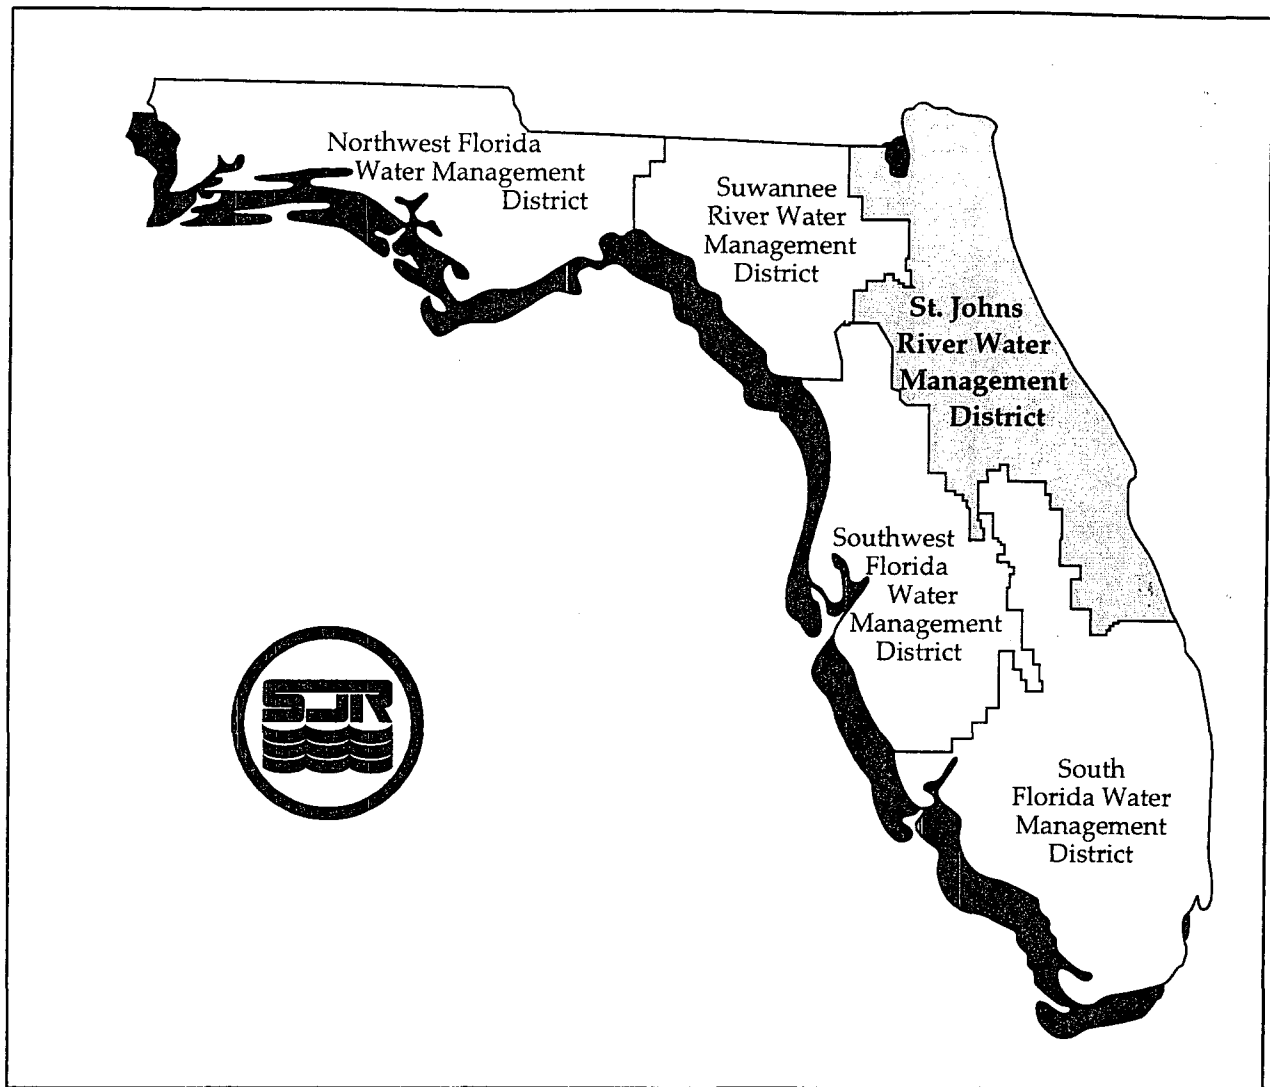 Northwest Florida
Water Management
District
Suwannee
River Water
Management
District
St. Johns
River Water
Management
District
Southwest
Florida
Water
Management
District
SJR
South
Florida Water
Management
District